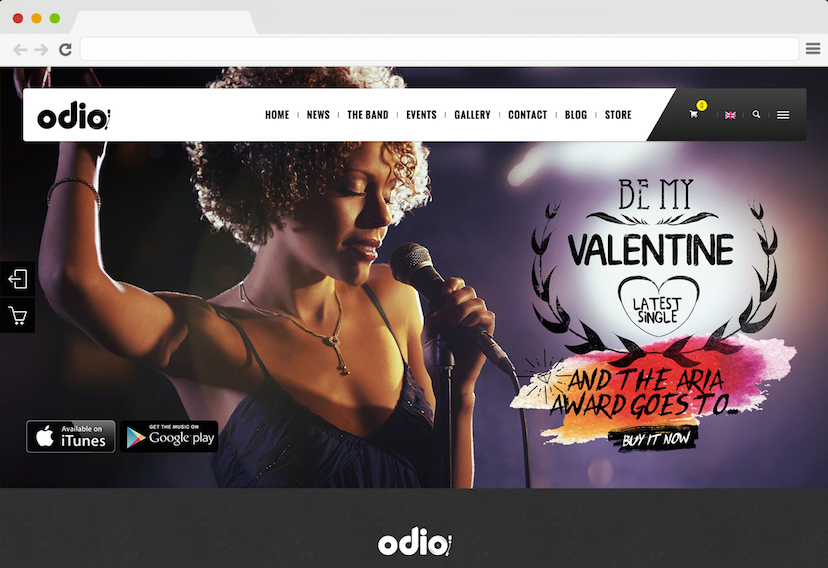 odio
HOME NEWS THE BAND EVENTS GALLERY CONTACT BLOG STORE
0
BE MY
VALENTINE
LATEST
SINGLE
AND THE ARIA
AWARD GOES TO...
BUY IT NOW
Available on
iTunes
GET THE MUSIC ON
Google play
odio